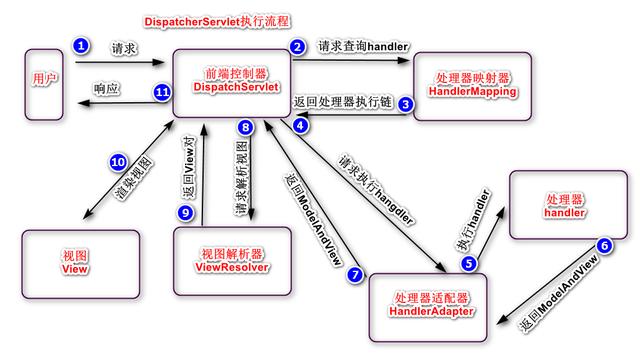 DispatcherServlet执行流程
1
请求
2
请求查询handler
用户
前端控制器
DispatchServlet
处理器映射器
HandlerMapping
响应
11
返回处理器执行链
3
8
4
10
渲染视图
返回View对
请求解析视图
请求执行hangdler
返回ModelAndView
9
处理器
handler
执行handler
视图
View
视图解析器
ViewResolver
7
5
6
返回ModelAndView
处理器适配器
HandlerAdapter